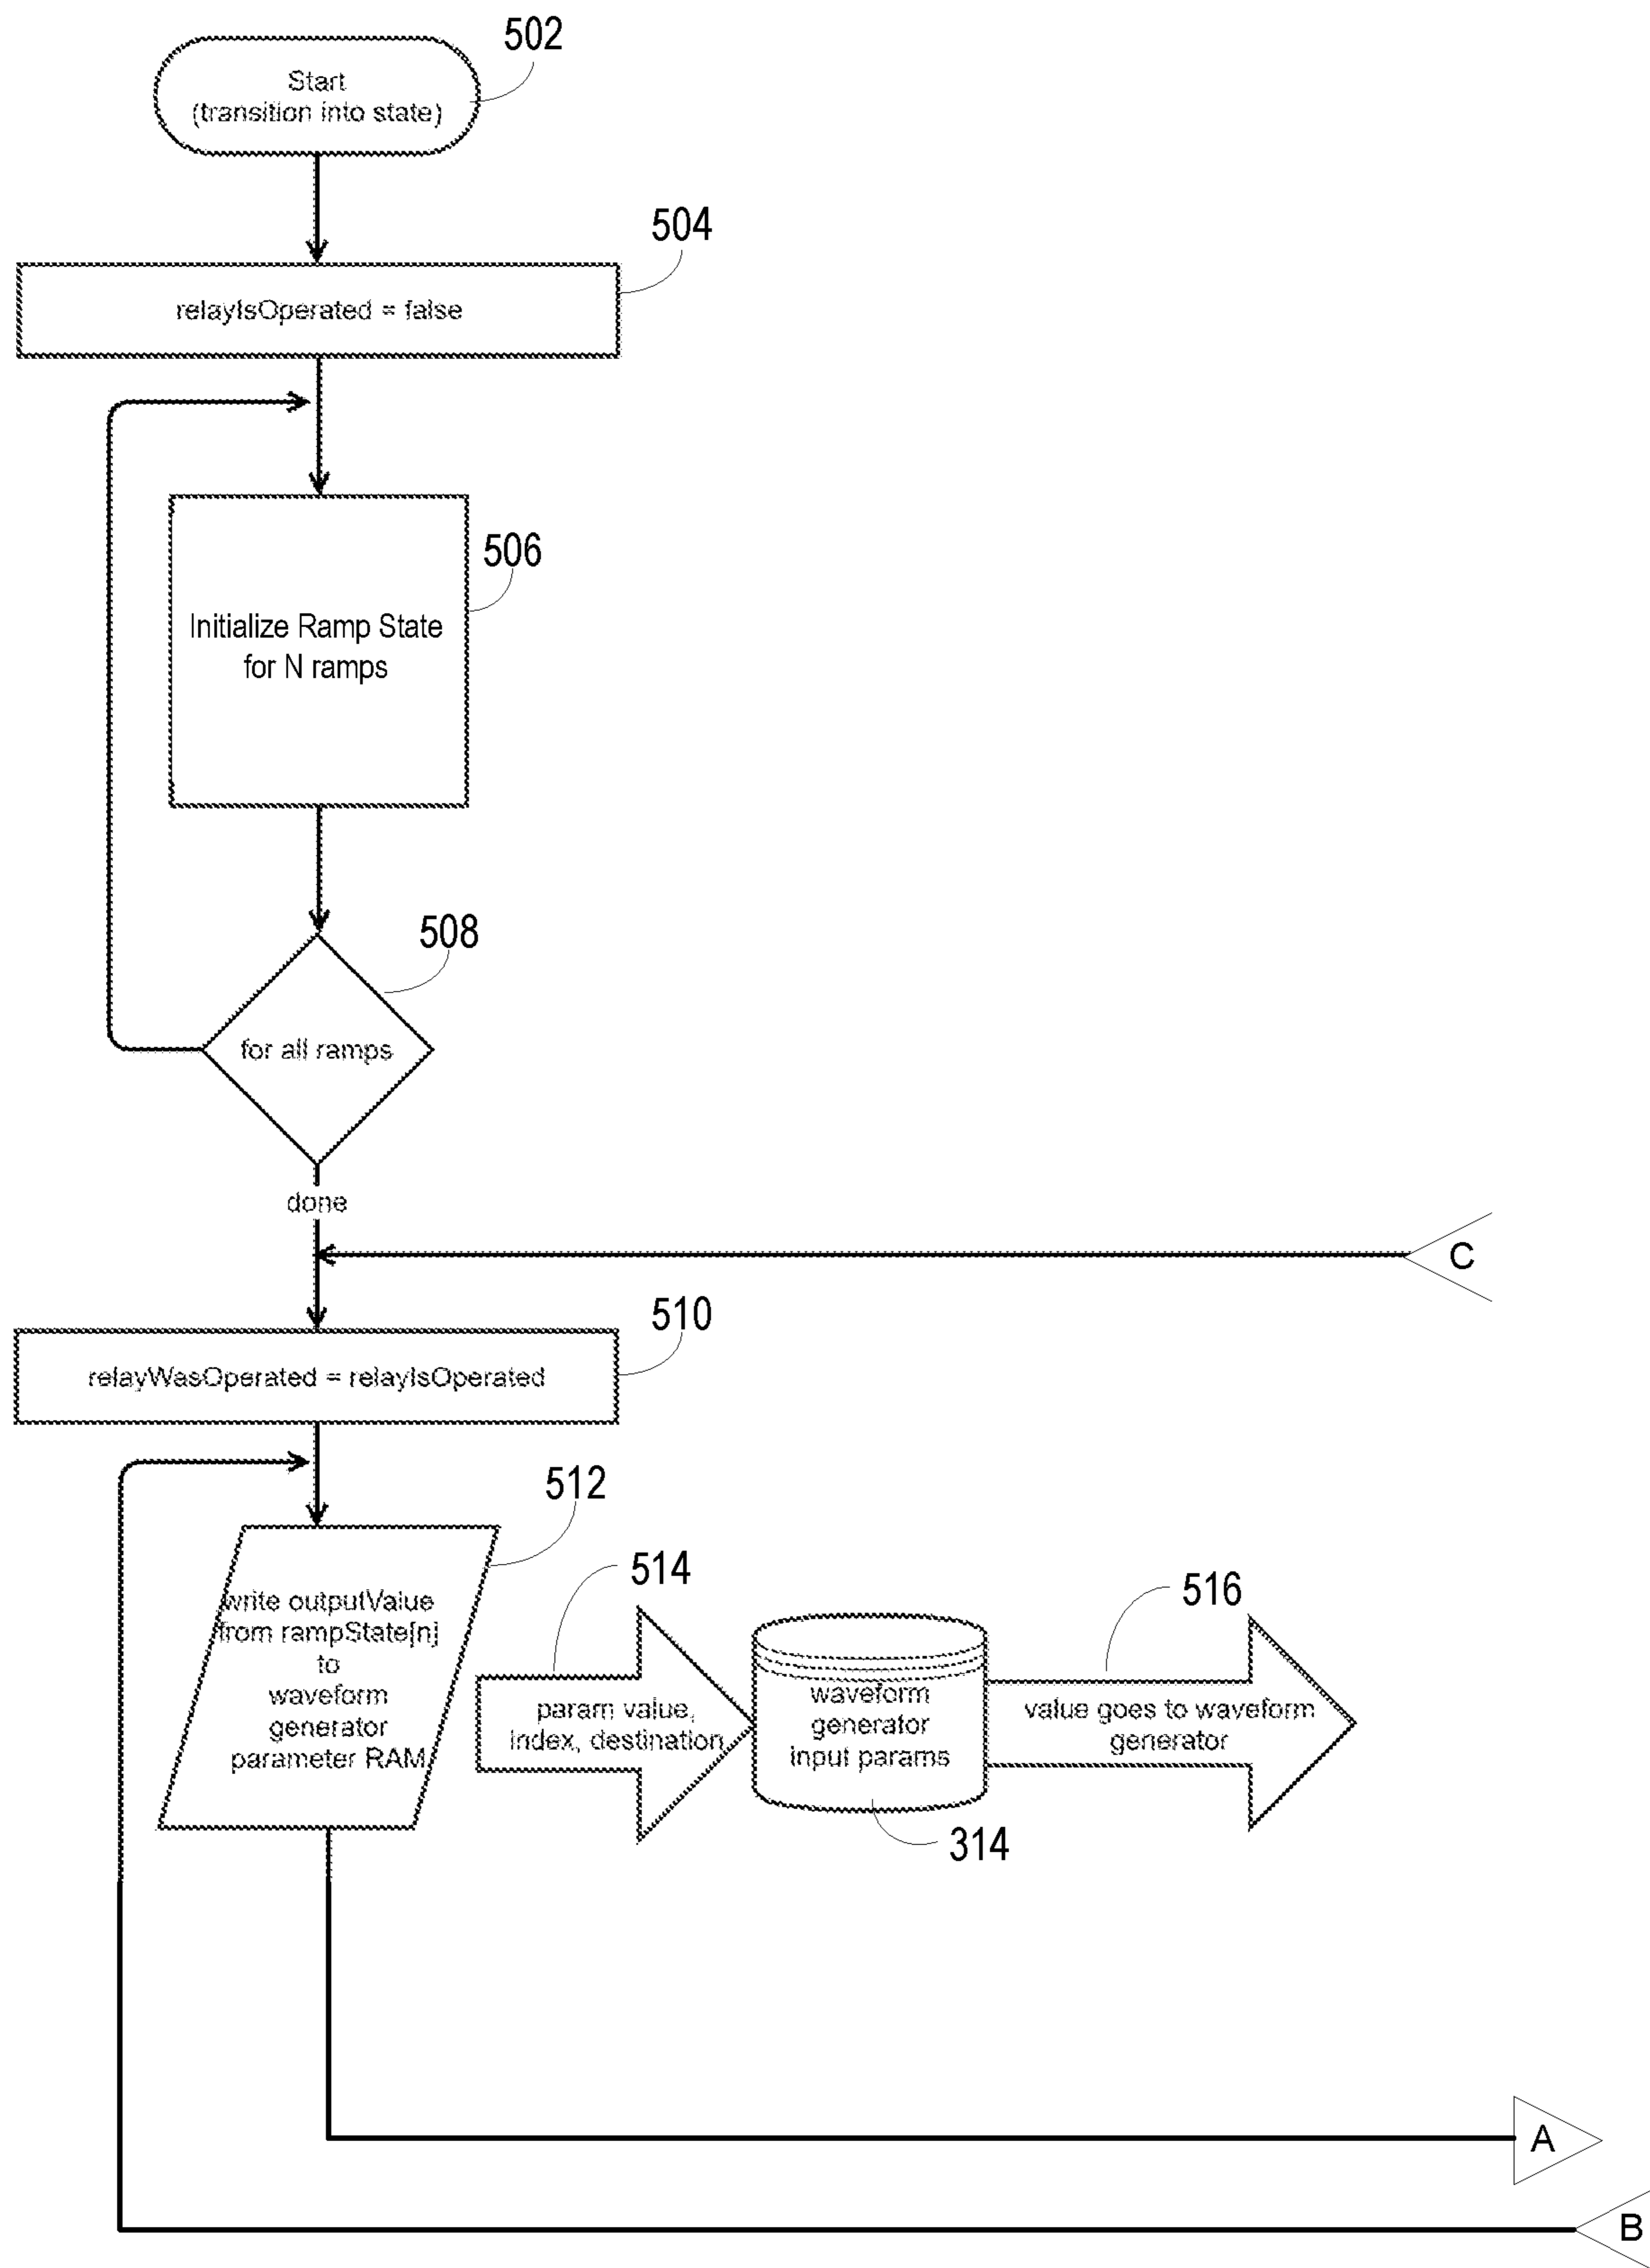 502
Start
(transition into state)
504
relayIsOperated = false
506
Initialize Ramp State
for N ramps
508
for all ramps
done
C
510
relayWasOperated = relayIsOperated
512
write outputValue
from rampState[n]
to
waveform
generator
parameter RAM
514
param value,
index, destination
waveform
generator
input params
314
516
value goes to waveform
generator
A
B